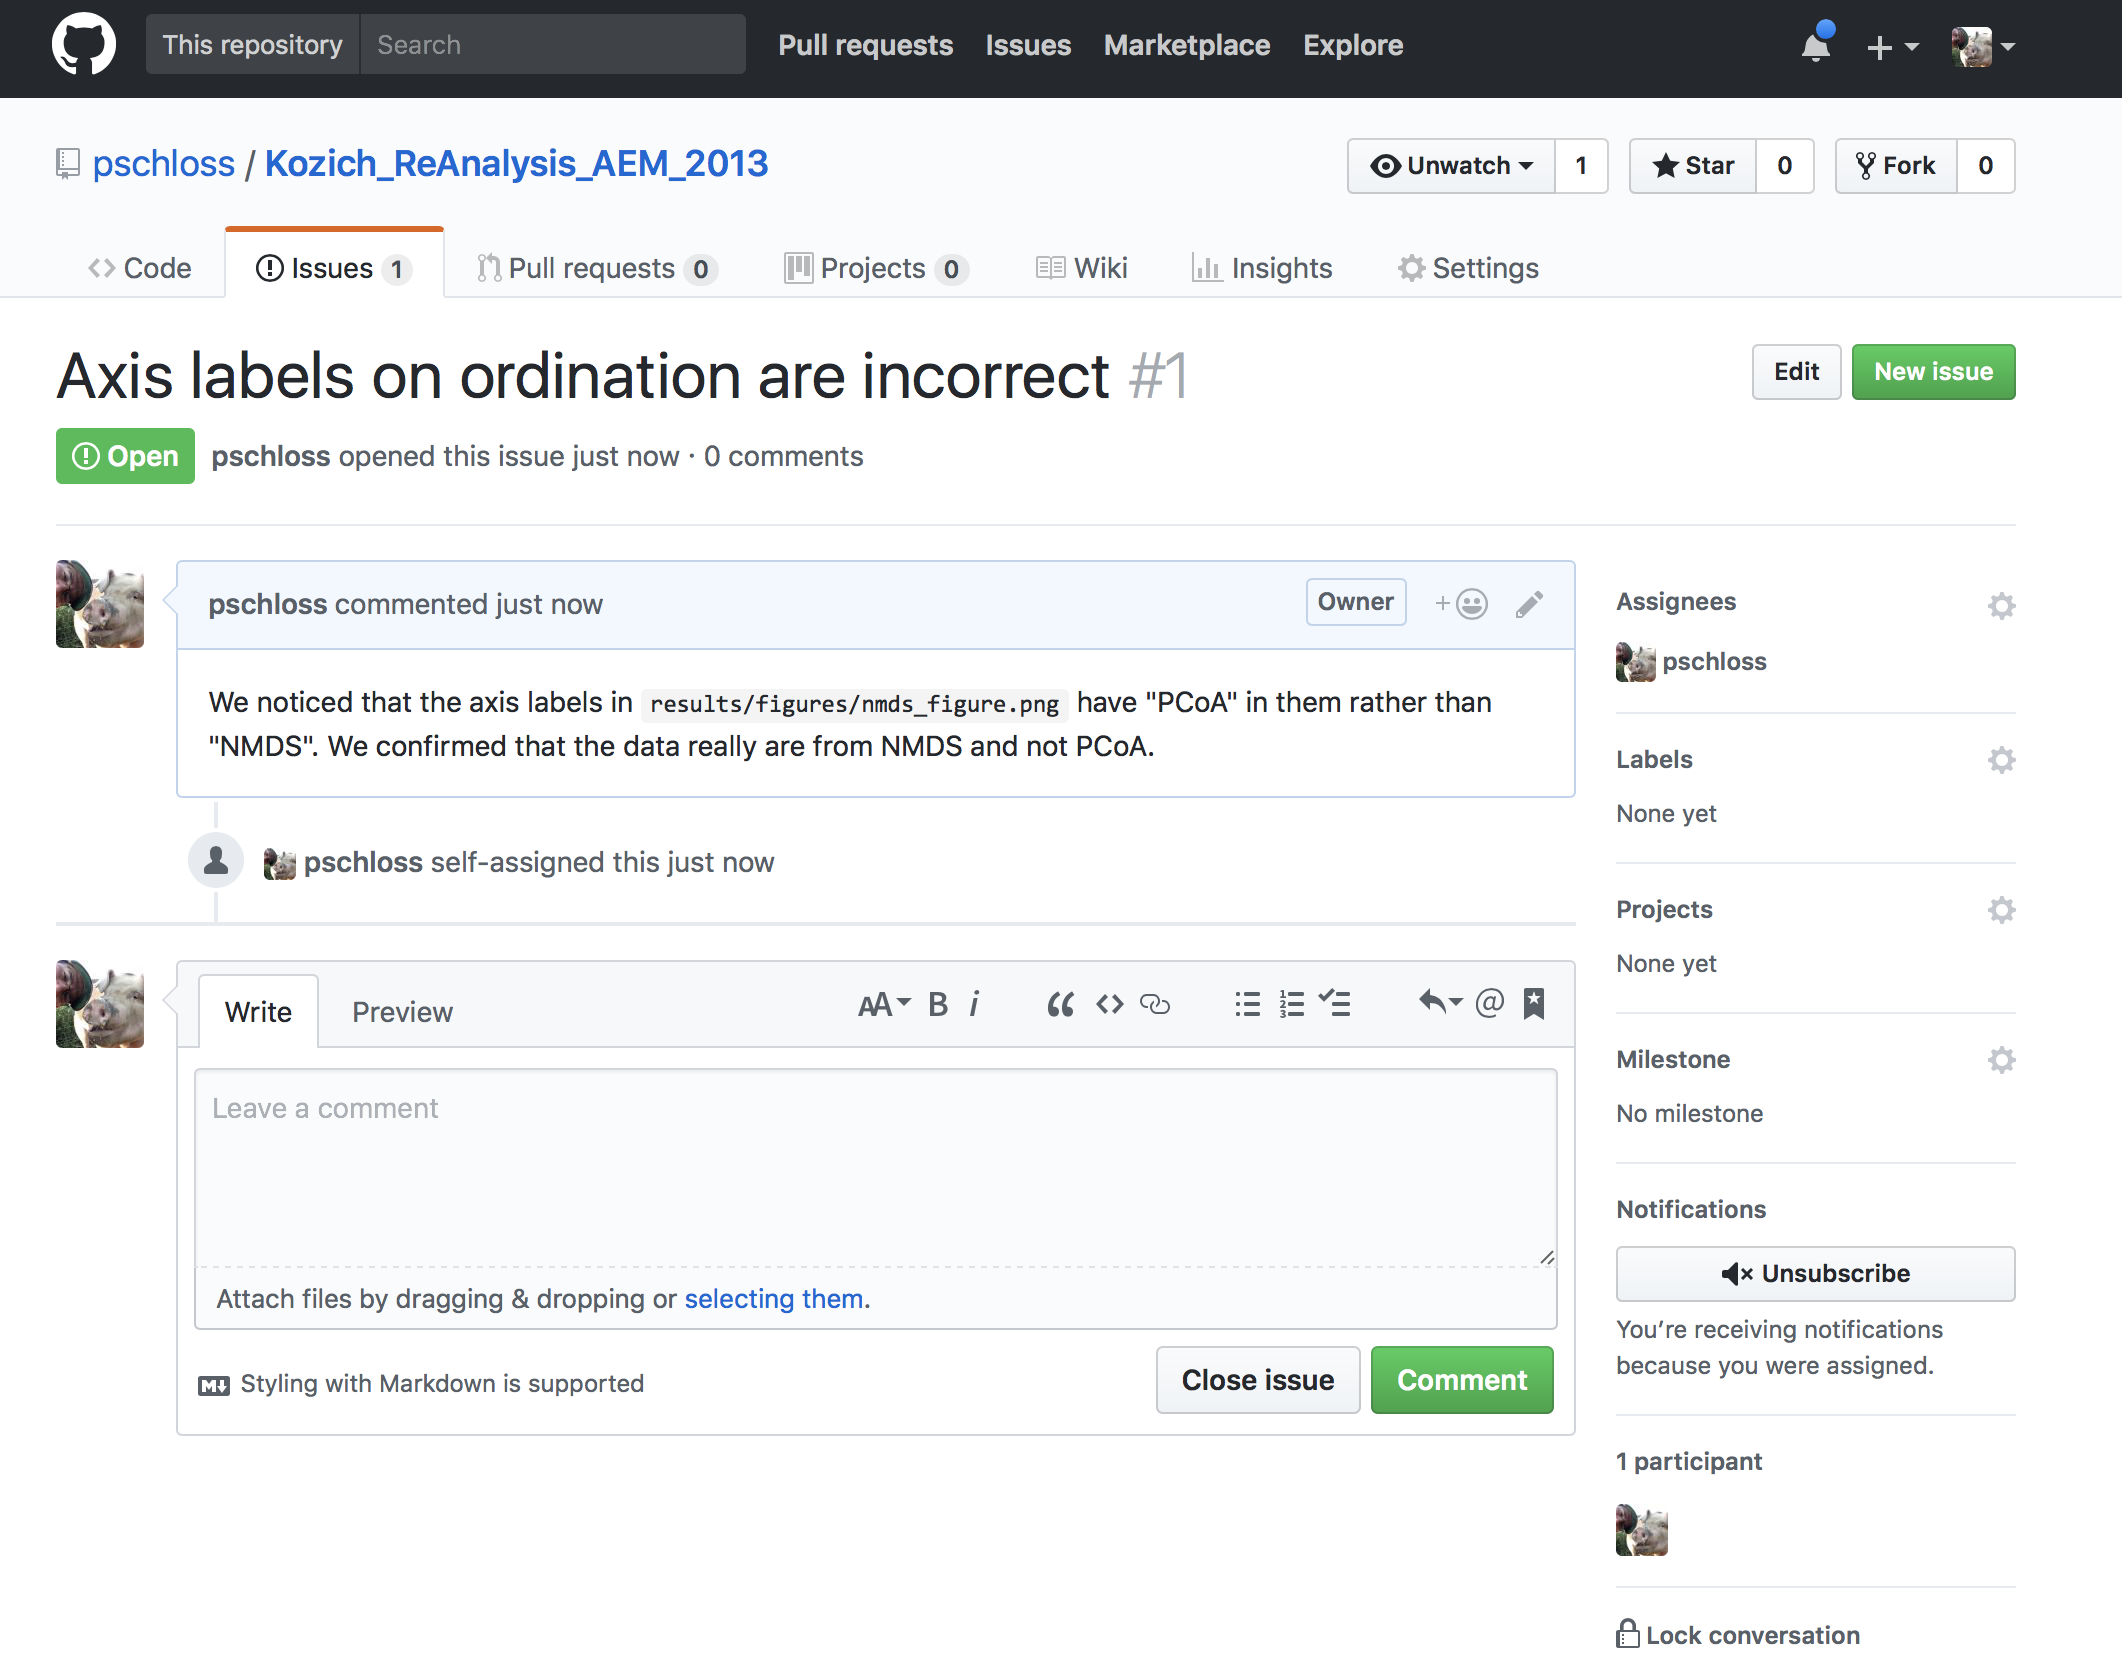 This repository Search Pull requests Issues Marketplace Explore
pschloss / Kozich_ReAnalysis_AEM_2013 Unwatch 1 Star 0 Fork 0
Code Issues 1 Pull requests 0 Projects 0 Wiki Insights Settings
Axis labels on ordination are incorrect #1 Edit New issue
Open pschloss opened this issue just now · 0 comments
pschloss commented just now Owner
We noticed that the axis labels in results/figures/nmds_figure.png have "PCoA" in them rather than
"NMDS". We confirmed that the data really are from NMDS and not PCoA.
pschloss self-assigned this just now
Write Preview AA B i
Leave a comment
Attach files by dragging & dropping or selecting them.
Styling with Markdown is supported Close issue Comment
Assignees
pschloss
Labels
None yet
Projects
None yet
Milestone
No milestone
Notifications
Unsubscribe
You’re receiving notifications
because you were assigned.
1 participant
Lock conversation